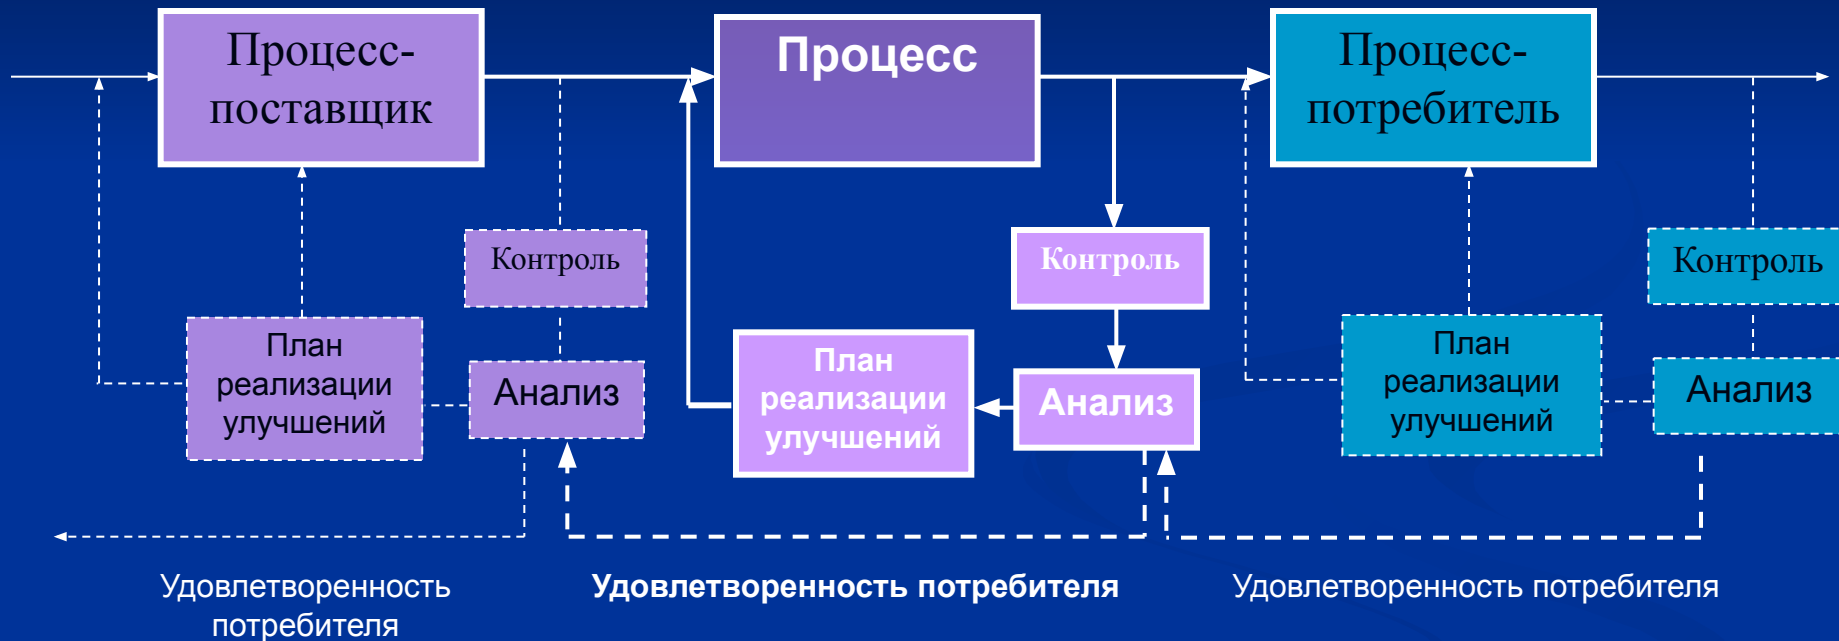 Процесс-
поставщик
Процесс
Процесс-
потребитель
Контроль
Контроль
Контроль
План
реализации
улучшений
Анализ
План
реализации
улучшений
Анализ
План
реализации
улучшений
Анализ
Удовлетворенность
потребителя
Удовлетворенность потребителя
Удовлетворенность потребителя